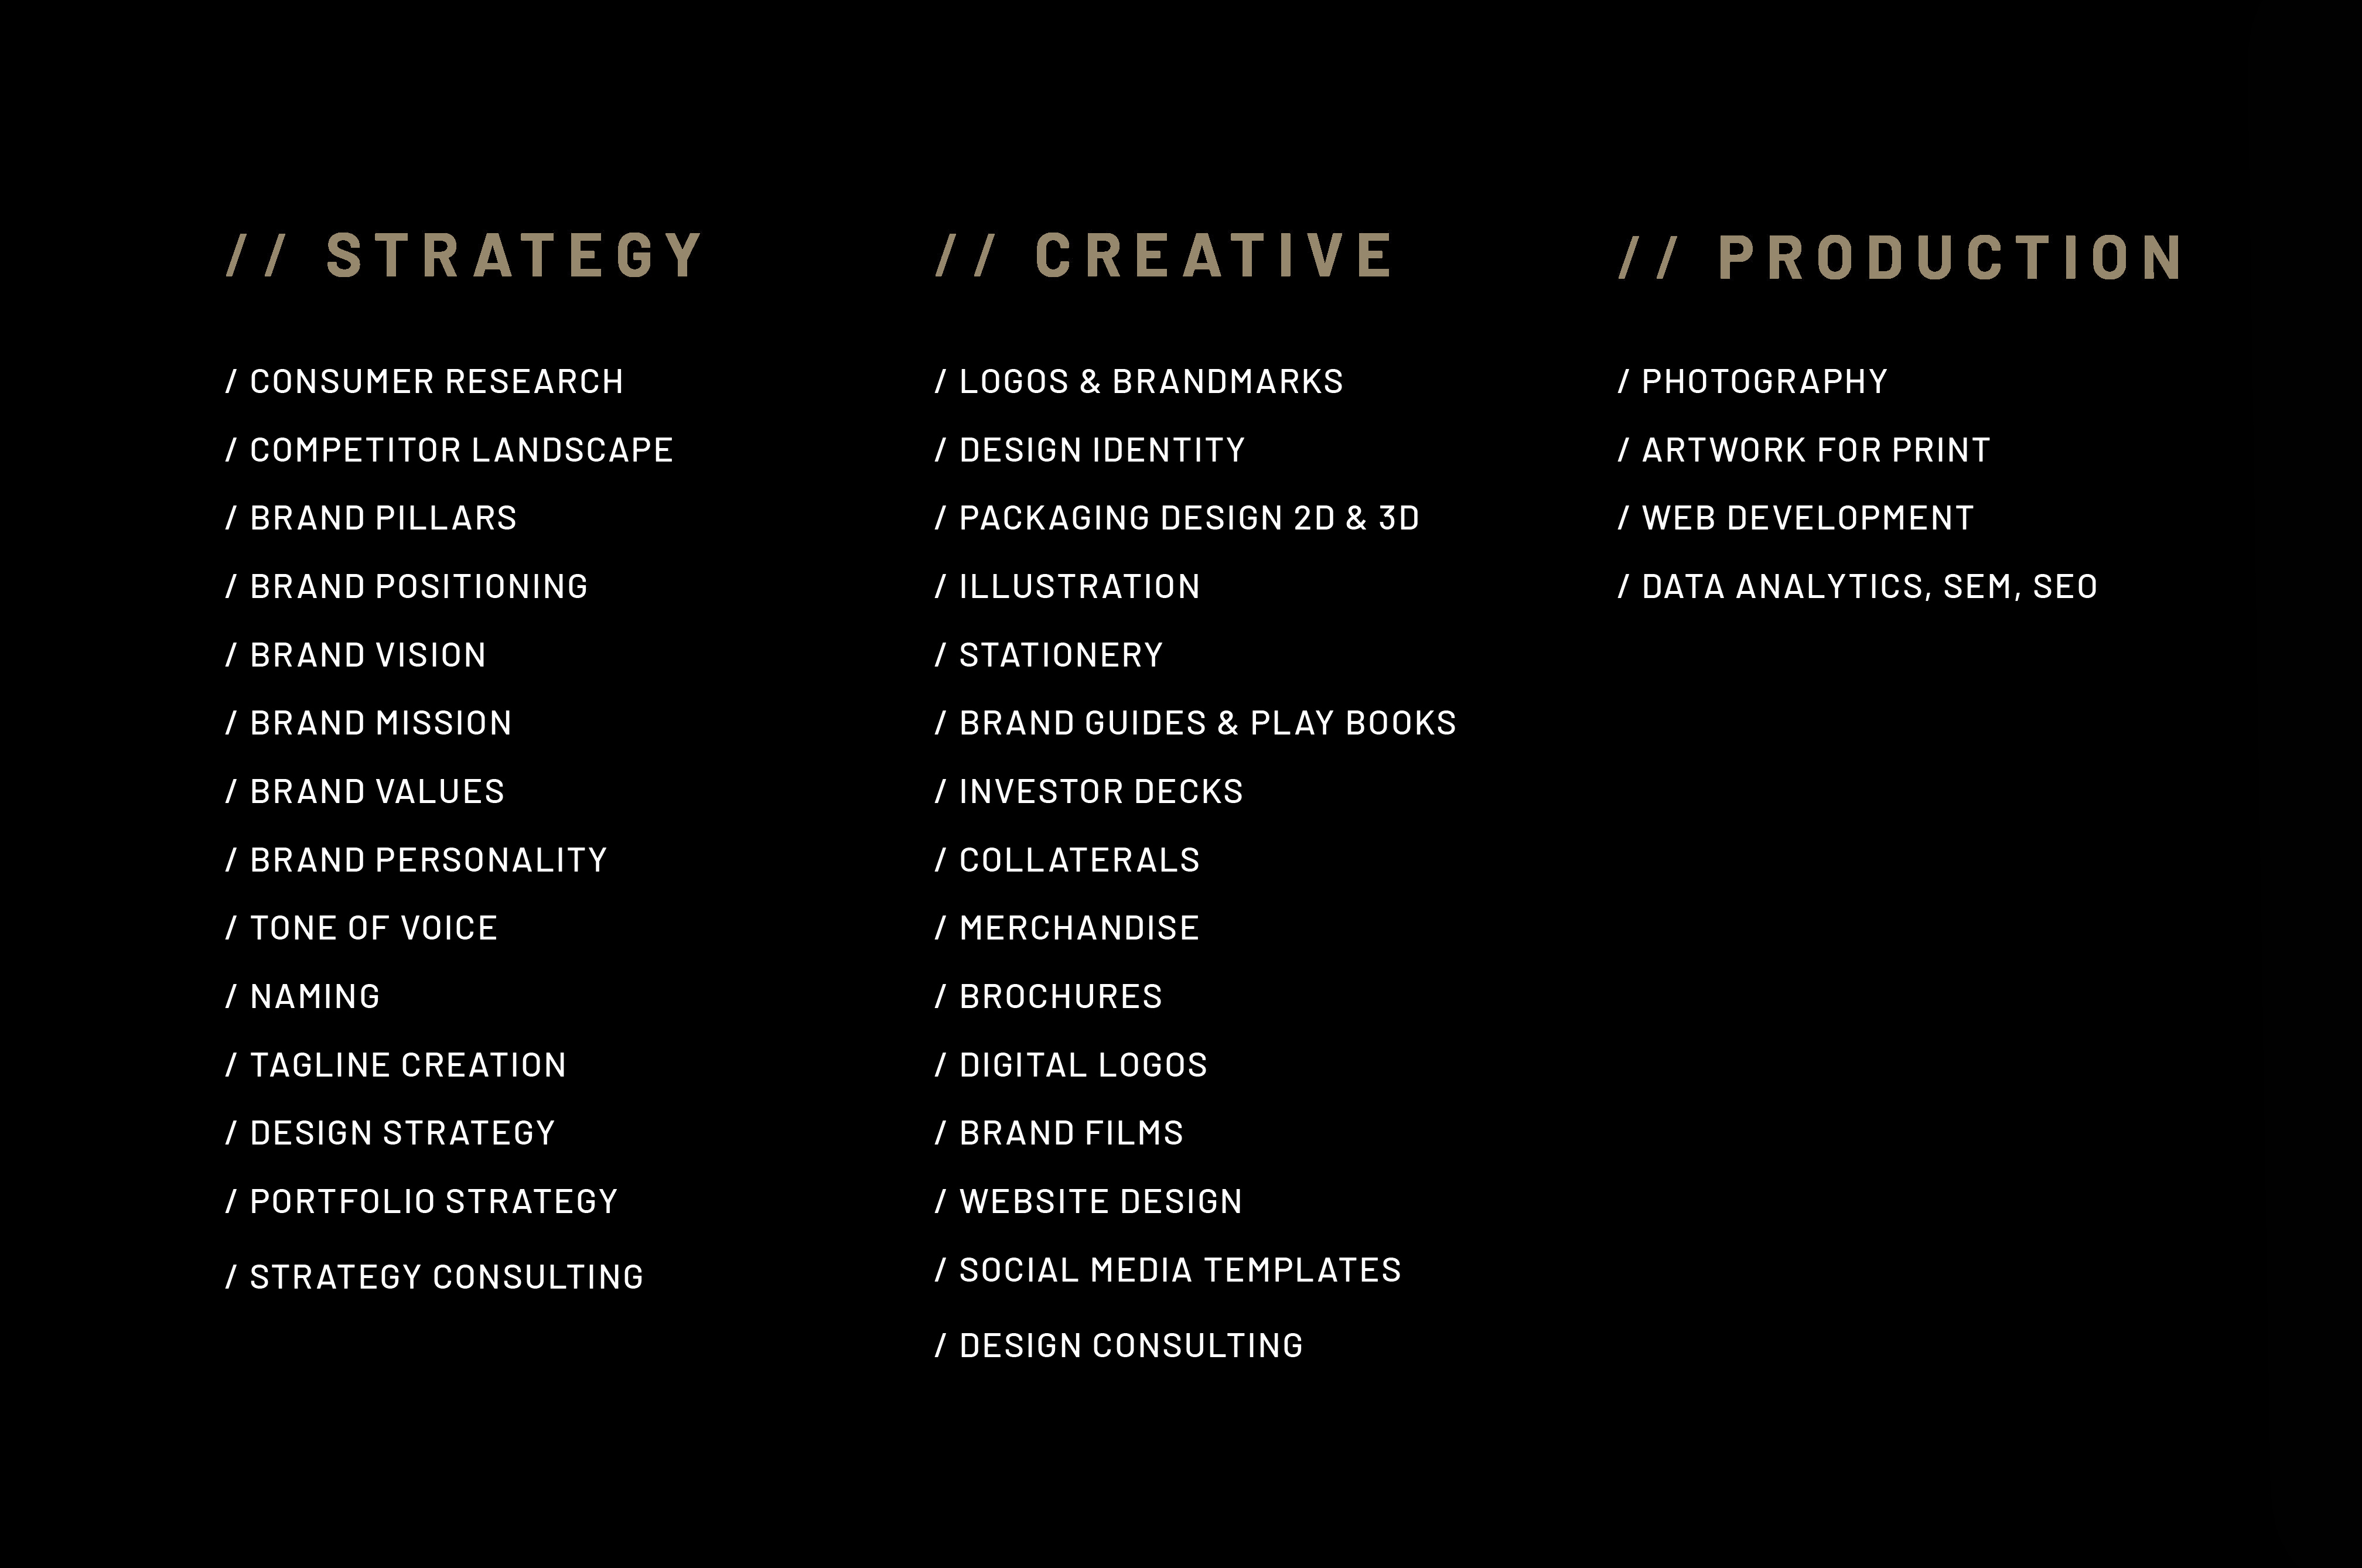 // STRATEGY
/ CONSUMER RESEARCH
/ COMPETITOR LANDSCAPE
/ BRAND PILLARS
/ BRAND POSITIONING
/ BRAND VISION
/ BRAND MISSION
/ BRAND VALUES
/ BRAND PERSONALITY
/ TONE OF VOICE
/ NAMING
/ TAGLINE CREATION
/ DESIGN STRATEGY
/ PORTFOLIO STRATEGY
/ STRATEGY CONSULTING
// CREATIVE
/ LOGOS & BRANDMARKS
/ DESIGN IDENTITY
/ PACKAGING DESIGN 2D & 3D
/ ILLUSTRATION
/ STATIONERY
/ BRAND GUIDES & PLAY BOOKS
/ INVESTOR DECKS
/ COLLATERALS
/ MERCHANDISE
/ BROCHURES
/ DIGITAL LOGOS
/ BRAND FILMS
/ WEBSITE DESIGN
/ SOCIAL MEDIA TEMPLATES
/ DESIGN CONSULTING
// PRODUCTION
/ PHOTOGRAPHY
/ ARTWORK FOR PRINT
/ WEB DEVELOPMENT
/ DATA ANALYTICS, SEM, SEO